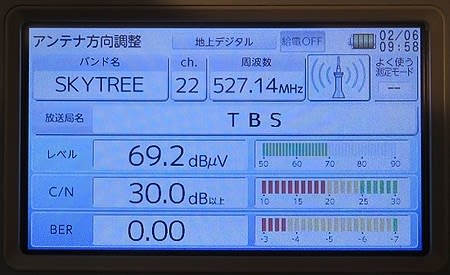 アンテナ方向調整 地上デジタル 給電OFF 02/06 09:58
バンド名 ch. 周波数 よく使う測定モード
SKYTREE 22 527.14MHz --
放送局名 TBS
レベル 69.2dBμV 50 60 70 80 90
C/N 30.0dB以上 10 15 20 25 30
BER 0.00 -3 -4 -5 -6 -7